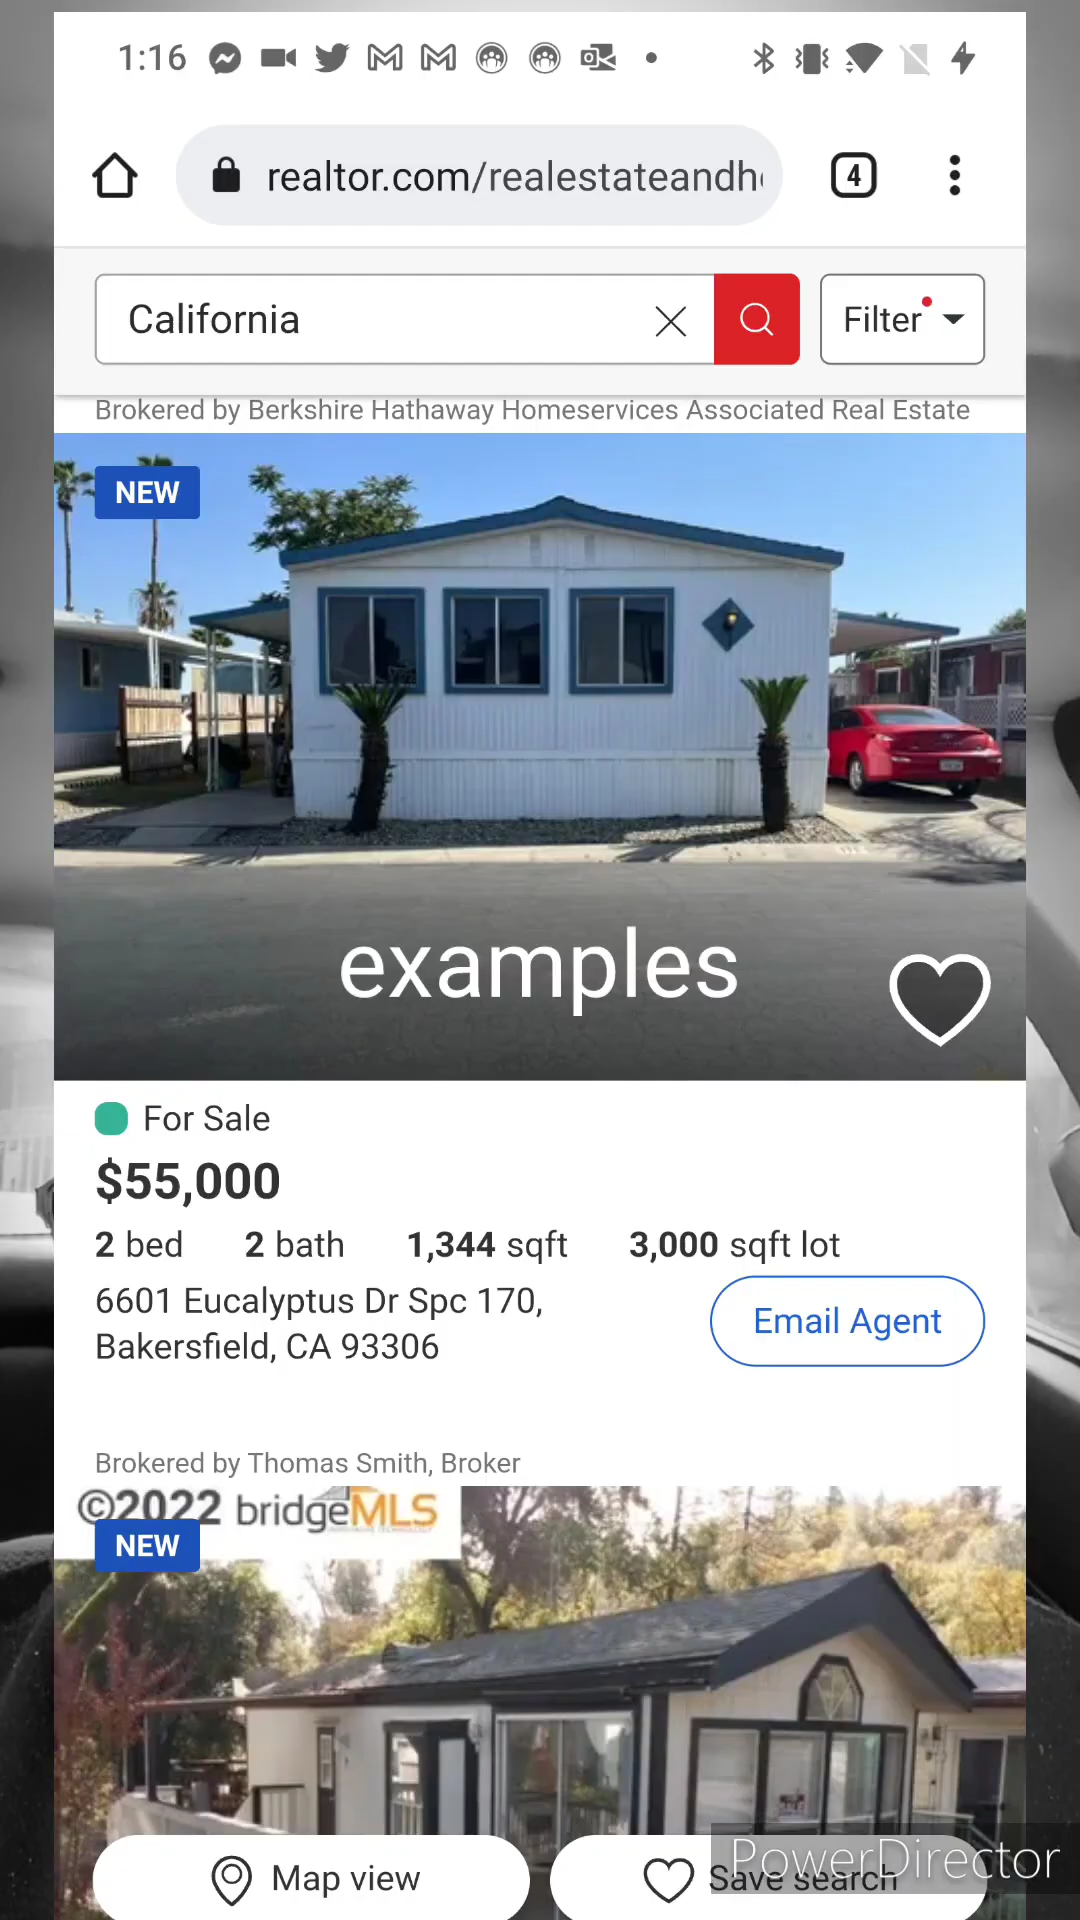 1:16
realtor.com/realestateandh
4
California
Filter
Brokered by Berkshire Hathaway Homeservices Associated Real Estate
NEW
examples
For Sale
$55,000
2 bed 2 bath 1,344 sqft 3,000 sqft lot
6601 Eucalyptus Dr Spc 170,
Bakersfield, CA 93306
Email Agent
Brokered by Thomas Smith, Broker
©2022 bridgeMLS
NEW
Map view
Save search
PowerDirector